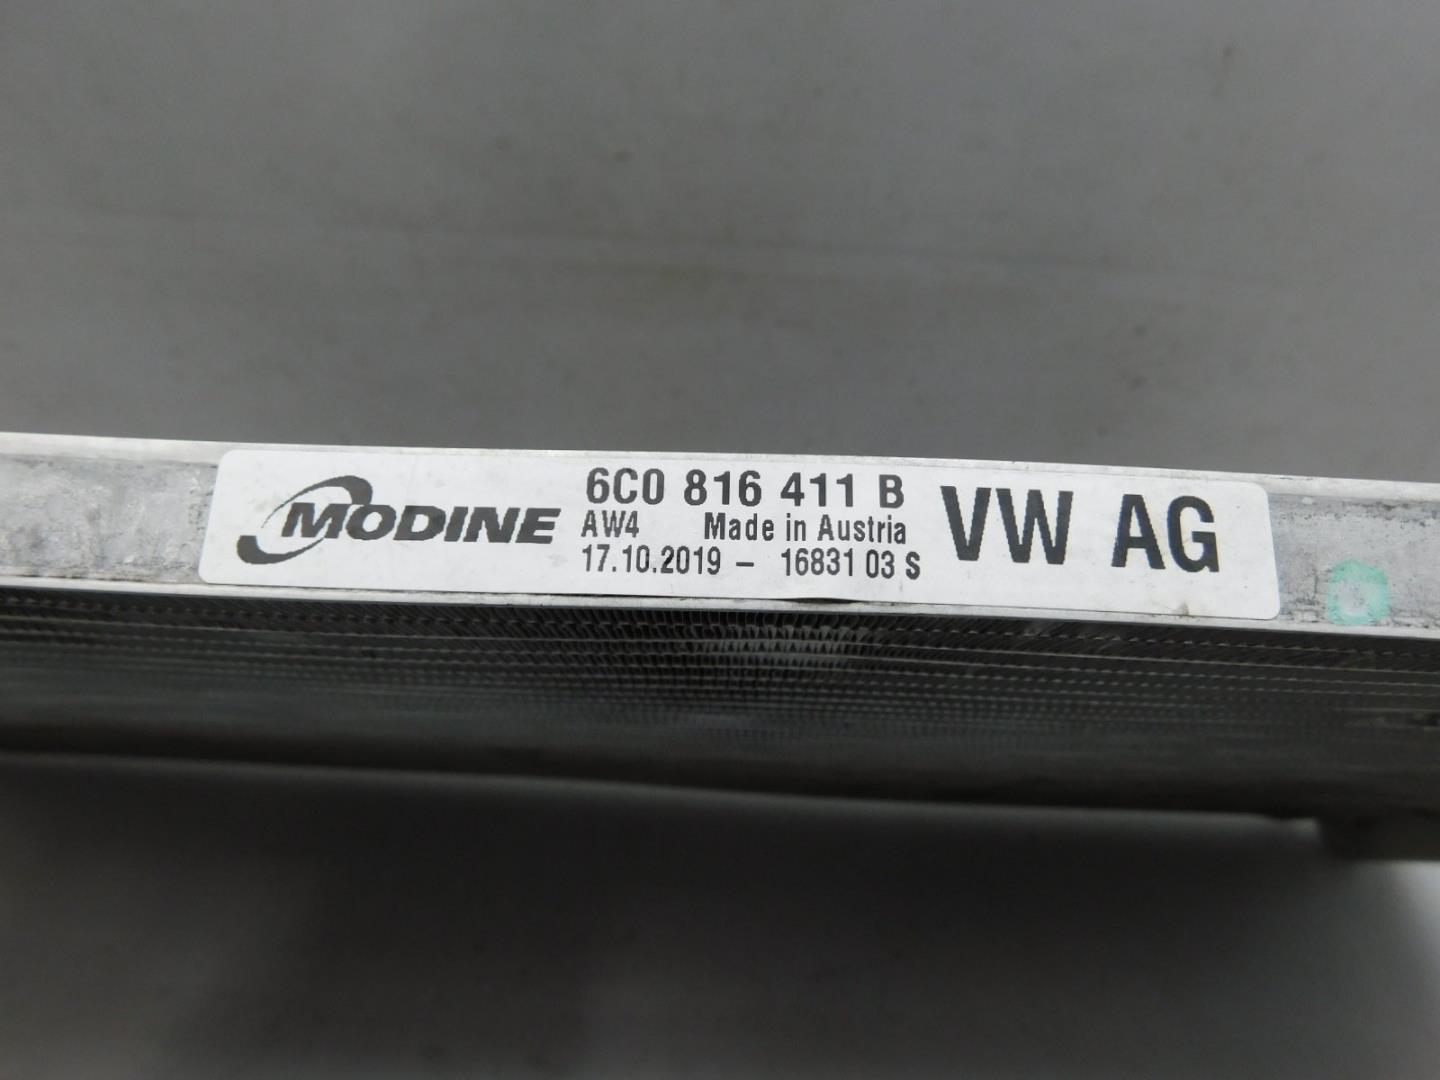 MODINE
6C0 816 411 B
AW4 Made in Austria
17.10.2019 - 16831 03 S
VW AG